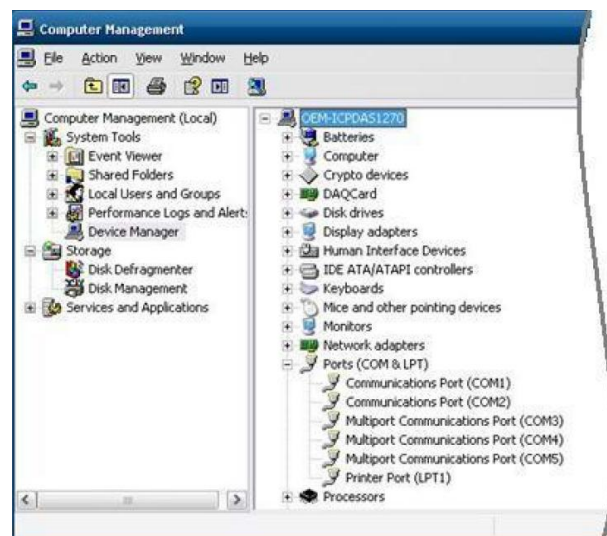 Computer Management
File Action View Window Help
Computer Management (Local)
System Tools
Event Viewer
Shared Folders
Local Users and Groups
Performance Logs and Alert:
Device Manager
Storage
Disk Defragmenter
Disk Management
Services and Applications
OEM-ICPDAS1270
Batteries
Computer
Crypto devices
DAQCard
Disk drives
Display adapters
Human Interface Devices
IDE ATA/ATAPI controllers
Keyboards
Mice and other pointing devices
Monitors
Network adapters
Ports (COM & LPT)
Communications Port (COM1)
Communications Port (COM2)
Multiport Communications Port (COM3)
Multiport Communications Port (COM4)
Multiport Communications Port (COM5)
Printer Port (LPT1)
Processors